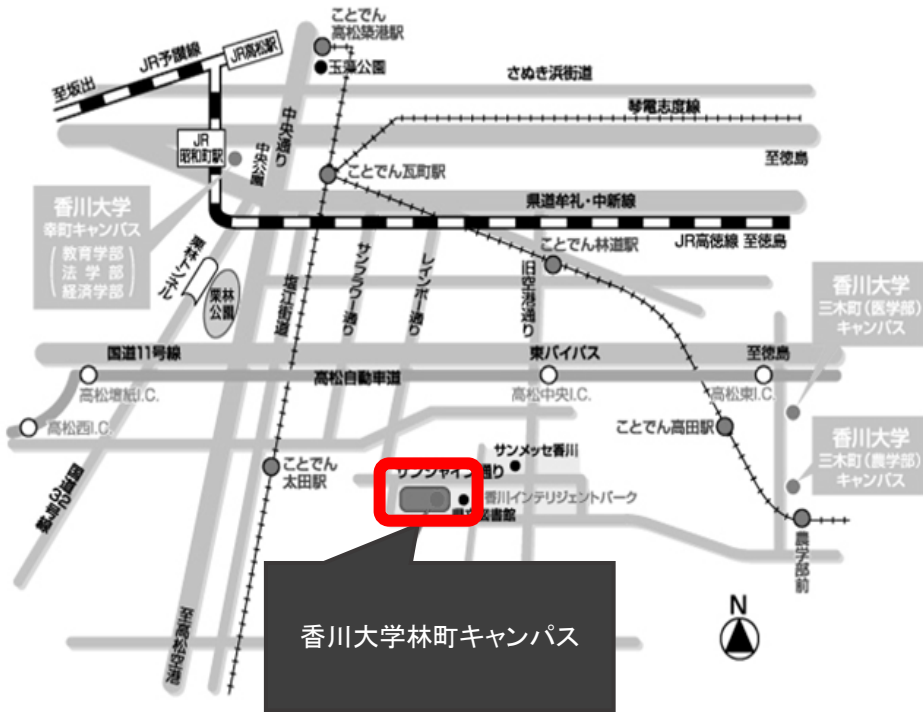 ことでん
高松築港駅
JR高松駅
JR予讃線
玉藻公園
至坂出
さぬき浜街道
中央通り
琴電志度線
JR
昭和町駅
中央公園
至徳島
ことでん瓦町駅
香川大学
幸町キャンパス
教育学部
法学部
経済学部
県道牟礼・中新線
JR高徳線 至徳島
ことでん林道駅
栗林トンネル
栗林
公園
塩江街道
サンフラワー通り
レインボー通り
旧空港通り
香川大学
三木町(医学部)
キャンパス
国道11号線
東バイパス
至徳島
高松自動車道
高松檀紙I.C.
高松中央I.C.
高松東I.C.
高松西I.C.
ことでん高田駅
香川大学
三木町(農学部)
キャンパス
サンメッセ香川
ことでん
太田駅
サンシャイン通り
香川インテリジェントパーク
国道32号線
農学部前
至高松空港
香川大学林町キャンパス
N